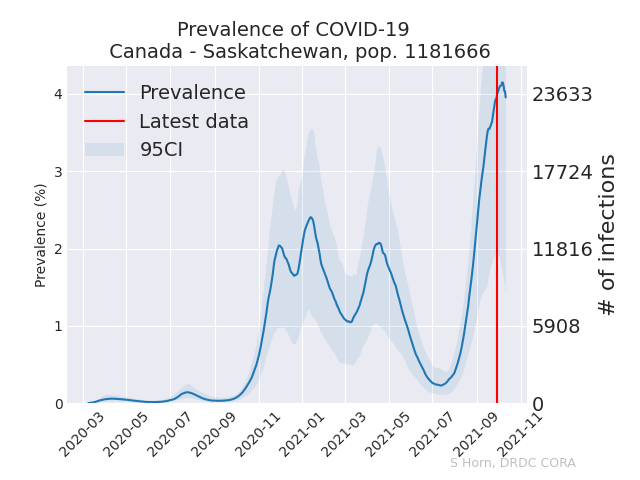 Prevalence of COVID-19
Canada - Saskatchewan, pop. 1181666
Prevalence
Latest data
95CI
Prevalence (%)
4
3
2
1
0
23633
17724
11816
5908
0
# of infections
2020-03
2020-05
2020-07
2020-09
2020-11
2021-01
2021-03
2021-05
2021-07
2021-09
2021-11
S Horn, DRDC CORA